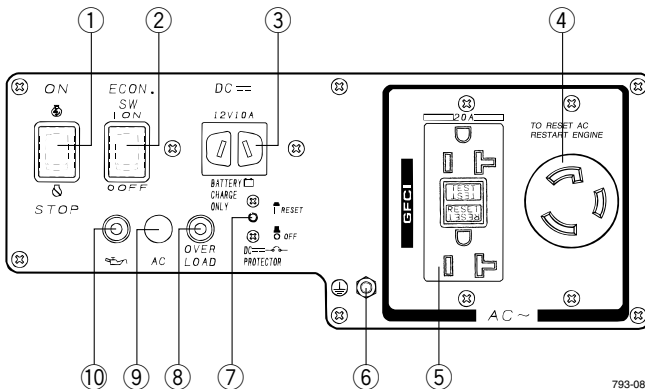 ① ② ③ ④
ON
ECON.
SW
I ON
DC
12V10A
20A
TO RESET AC
RESTART ENGINE
STOP
O OFF
BATTERY
CHARGE
ONLY
RESET
OFF
DC
PROTECTOR
AC
OVER
LOAD
GFCI
TEST
TEST
RESET
RESET
AC~
⑩ ⑨ ⑧ ⑦ ⑥ ⑤
793-08